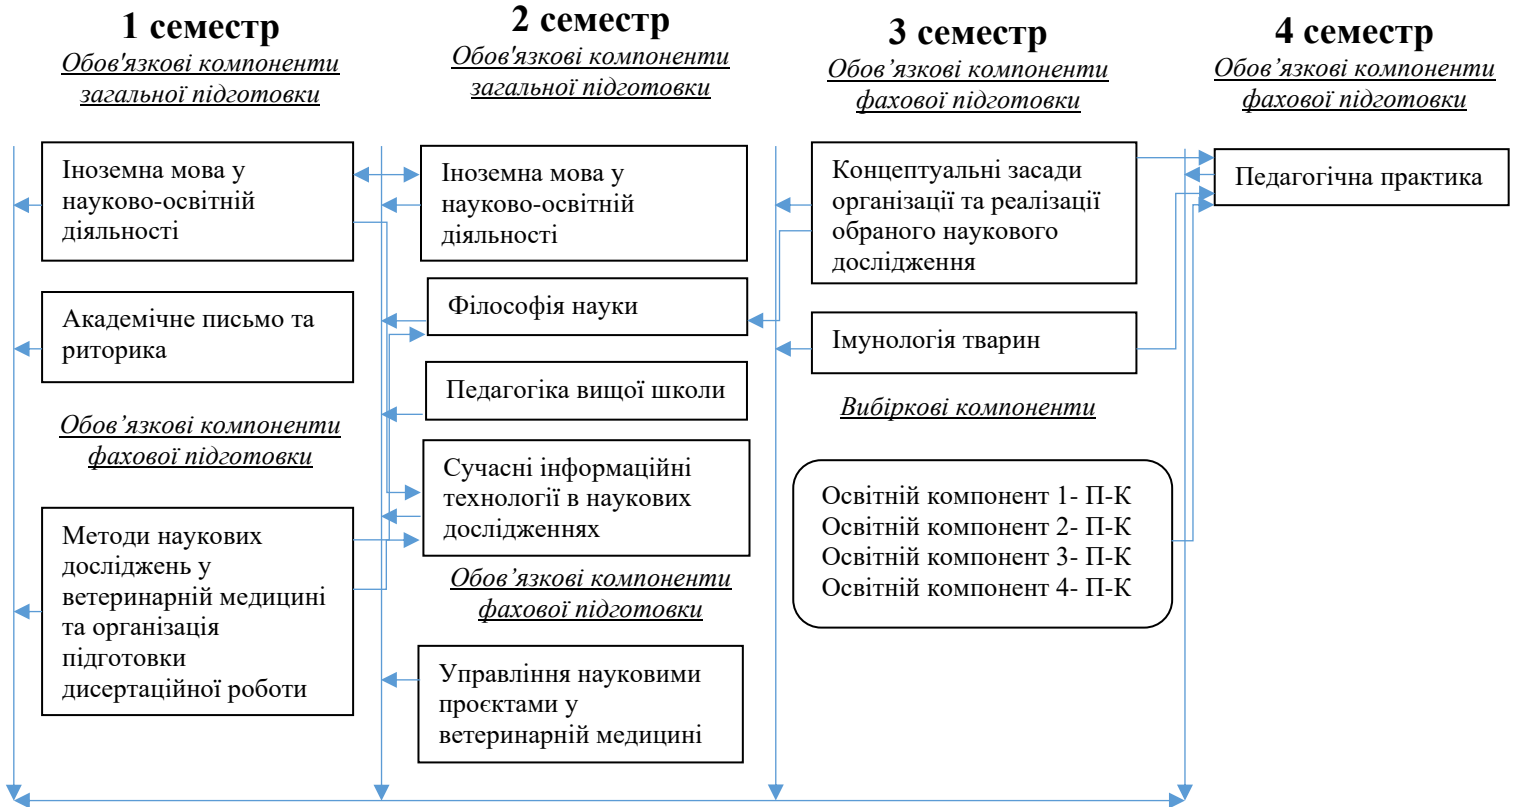 1 семестр
Обов'язкові компоненти
загальної підготовки
Іноземна мова у
науково-освітній
діяльності
Академічне письмо та
риторика
Обов’язкові компоненти
фахової підготовки
Методи наукових
досліджень у
ветеринарній медицині
та організація
підготовки
дисертаційної роботи
2 семестр
Обов'язкові компоненти
загальної підготовки
Іноземна мова у
науково-освітній
діяльності
Філософія науки
Педагогіка вищої школи
Сучасні інформаційні
технології в наукових
дослідженнях
Обов’язкові компоненти
фахової підготовки
Управління науковими
проєктами у
ветеринарній медицині
3 семестр
Обов’язкові компоненти
фахової підготовки
Концептуальні засади
організації та реалізації
обраного наукового
дослідження
Імунологія тварин
Вибіркові компоненти
Освітній компонент 1- П-К
Освітній компонент 2- П-К
Освітній компонент 3- П-К
Освітній компонент 4- П-К
4 семестр
Обов’язкові компоненти
фахової підготовки
Педагогічна практика